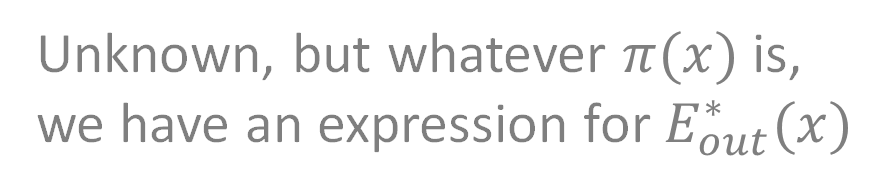 Unknown, but whatever π(x) is,
we have an expression for E*out(x)